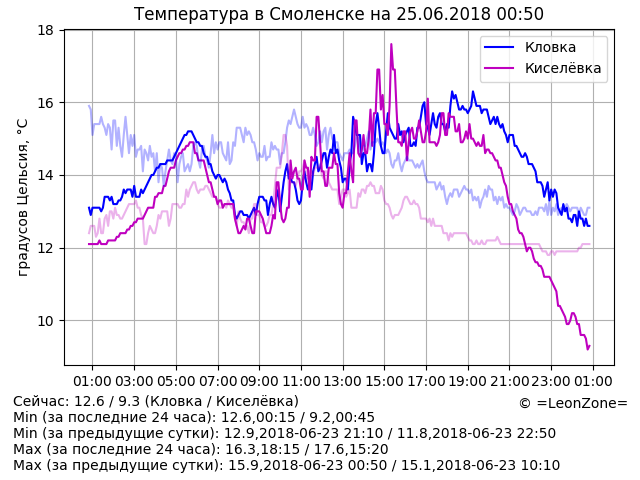 Температура в Смоленске на 25.06.2018 00:50
Кловка
Киселёвка
градусов Цельсия, °C
18
16
14
12
10
01:00 03:00 05:00 07:00 09:00 11:00 13:00 15:00 17:00 19:00 21:00 23:00 01:00
Сейчас: 12.6 / 9.3 (Кловка / Киселёвка)
© =LeonZone=
Min (за последние 24 часа): 12.6,00:15 / 9.2,00:45
Min (за предыдущие сутки): 12.9,2018-06-23 21:10 / 11.8,2018-06-23 22:50
Max (за последние 24 часа): 16.3,18:15 / 17.6,15:20
Max (за предыдущие сутки): 15.9,2018-06-23 00:50 / 15.1,2018-06-23 10:10